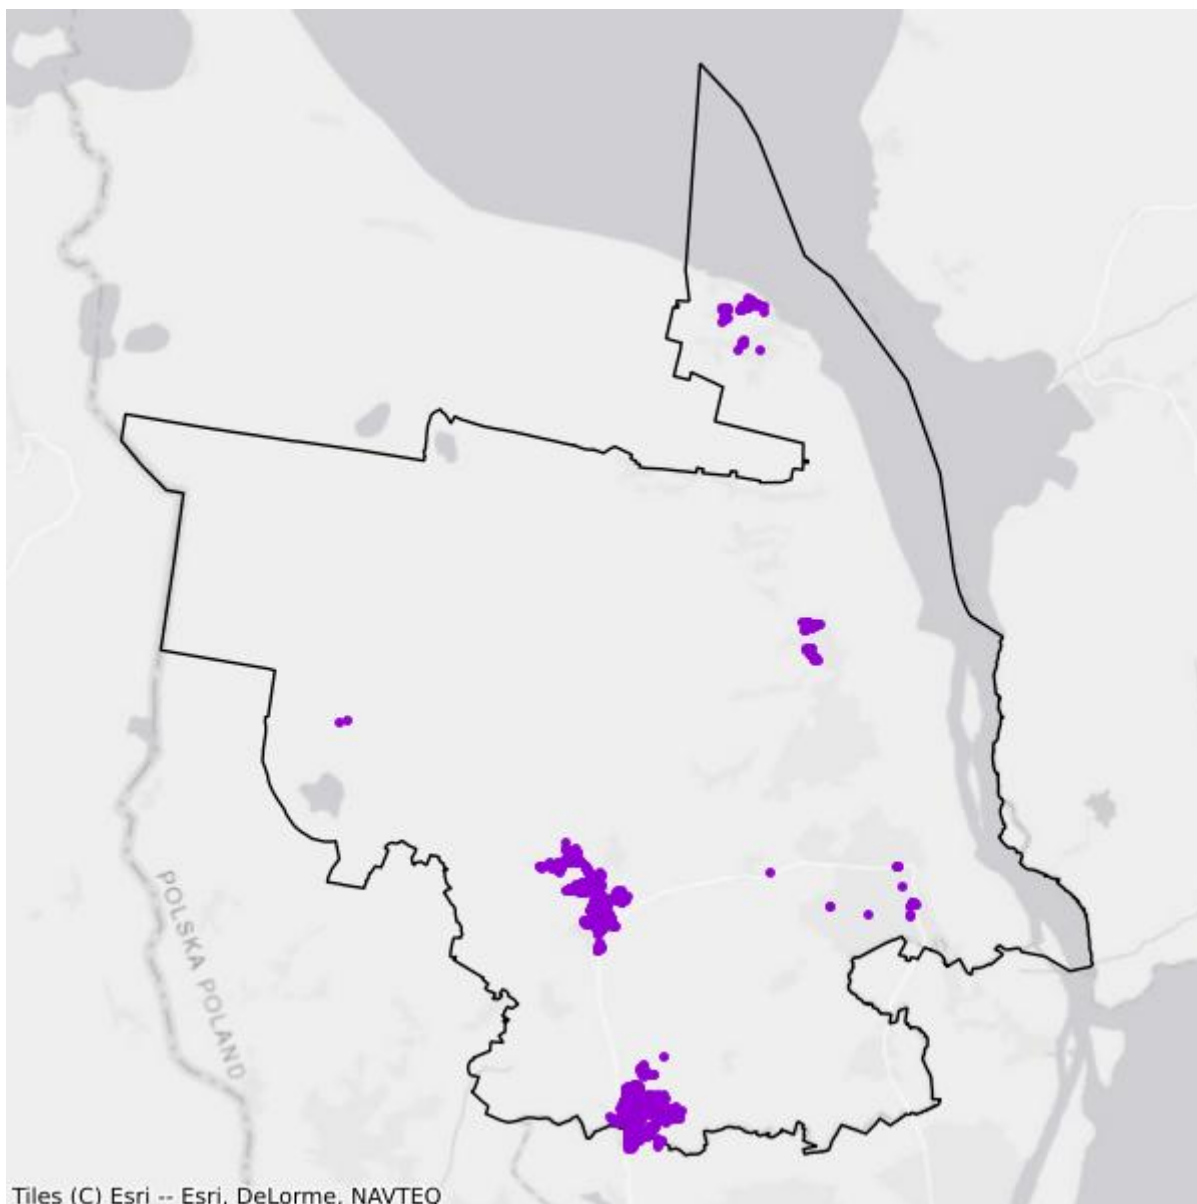 POLSKA POLAND
Tiles (C) Esri -- Esri, DeLorme, NAVTEQ